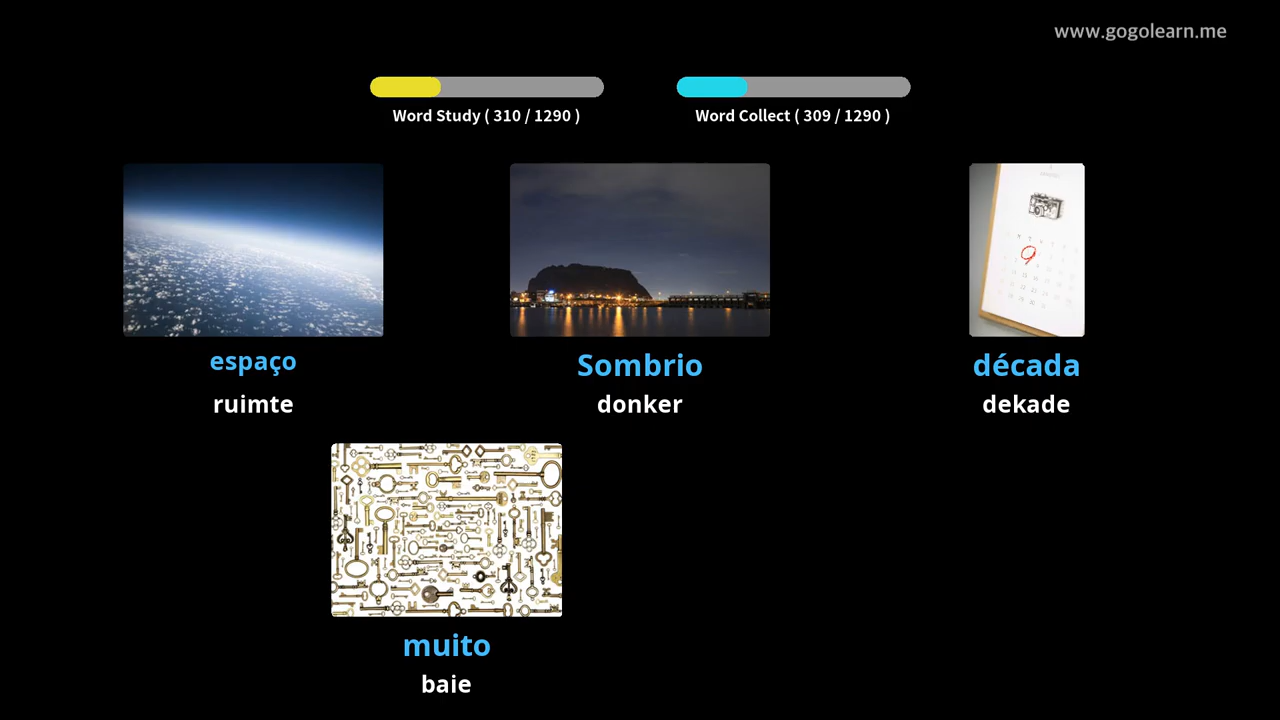 www.gogolearn.me
Word Study ( 310 / 1290 )
Word Collect ( 309 / 1290 )
espaço
ruimte
Sombrio
donker
década
dekade
muito
baie